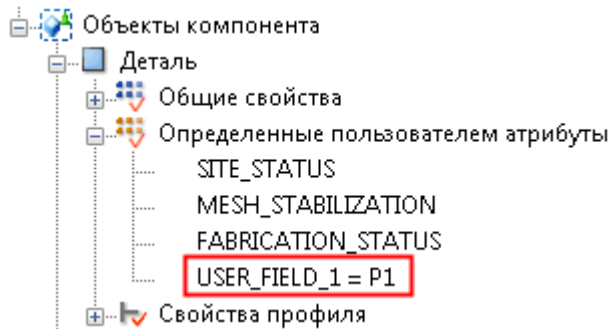 Объекты компонента
Деталь
Общие свойства
Определенные пользователем атрибуты
SITE_STATUS
MESH_STABILIZATION
FABRICATION_STATUS
USER_FIELD_1 = P1
Свойства профиля